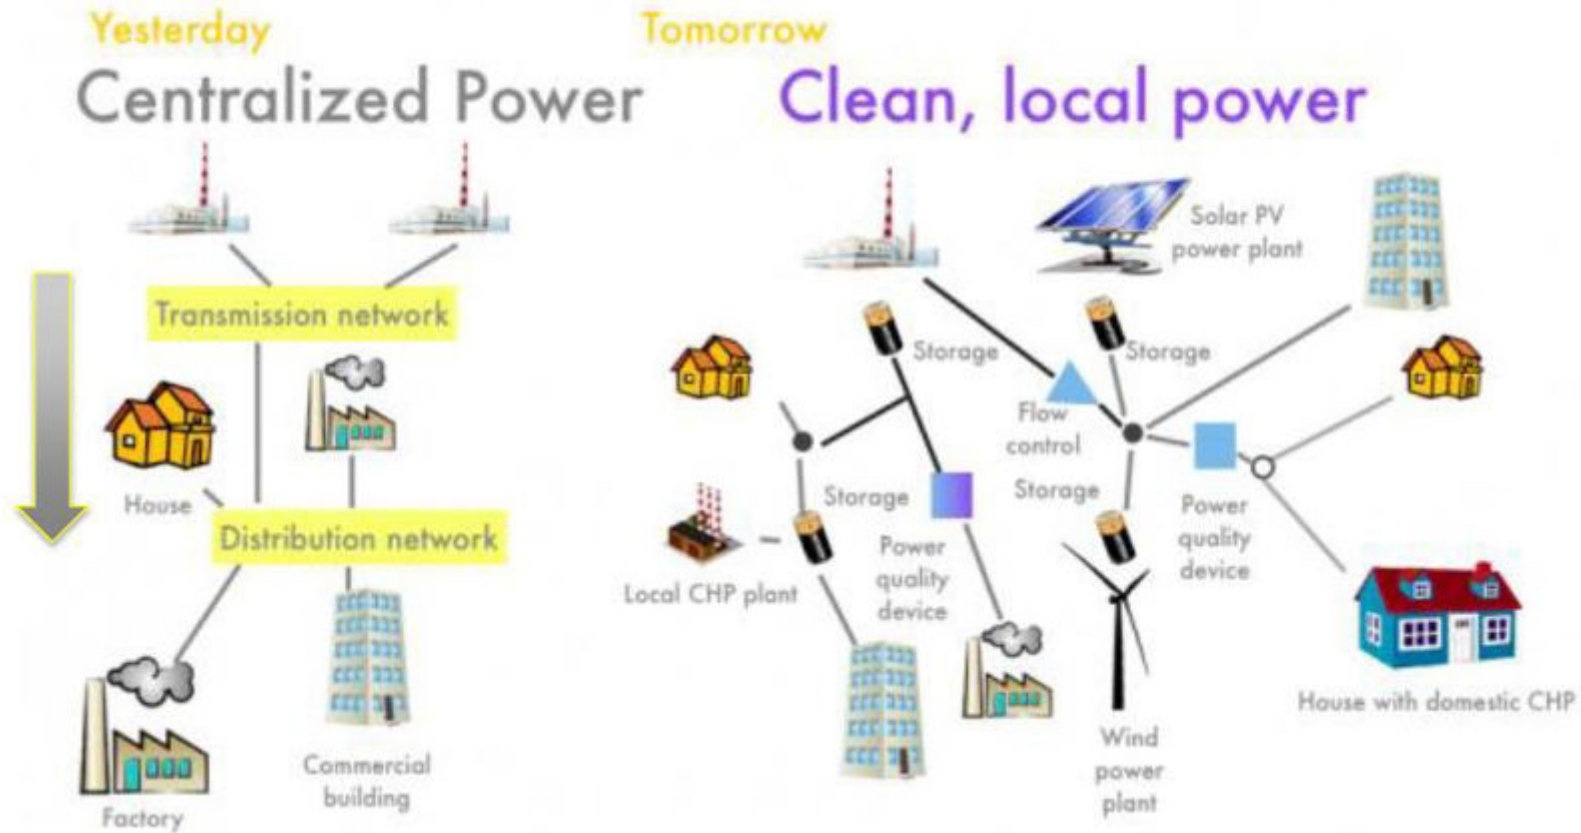 Yesterday
Centralized Power
Transmission network
House
Distribution network
Factory
Commercial
building
Tomorrow
Clean, local power
Solar PV
power plant
Storage
Storage
Flow
control
Storage
Storage
Power
quality
device
Power
quality
device
Local CHP plant
House with domestic CHP
Wind
power
plant